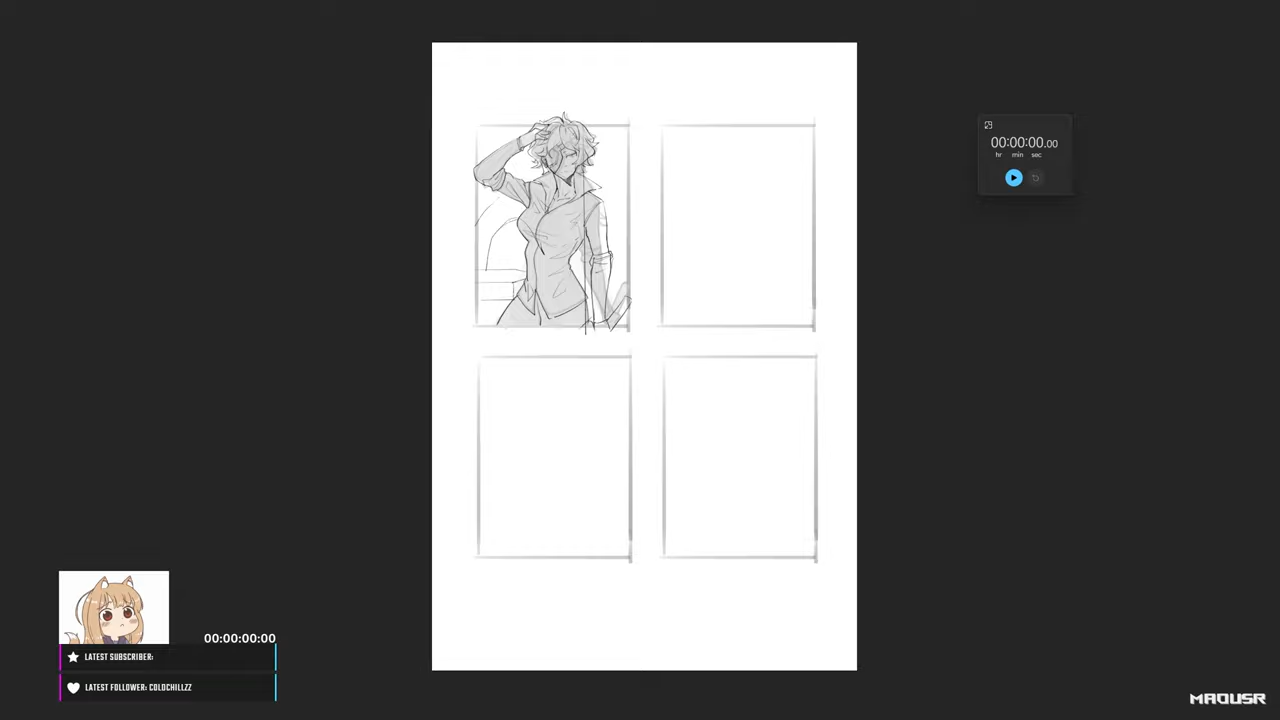 00:00:00.00
hr min sec
00:00:00:00
LATEST SUBSCRIBER:
LATEST FOLLOWER: COLDCHILLZZ
MAOUSR